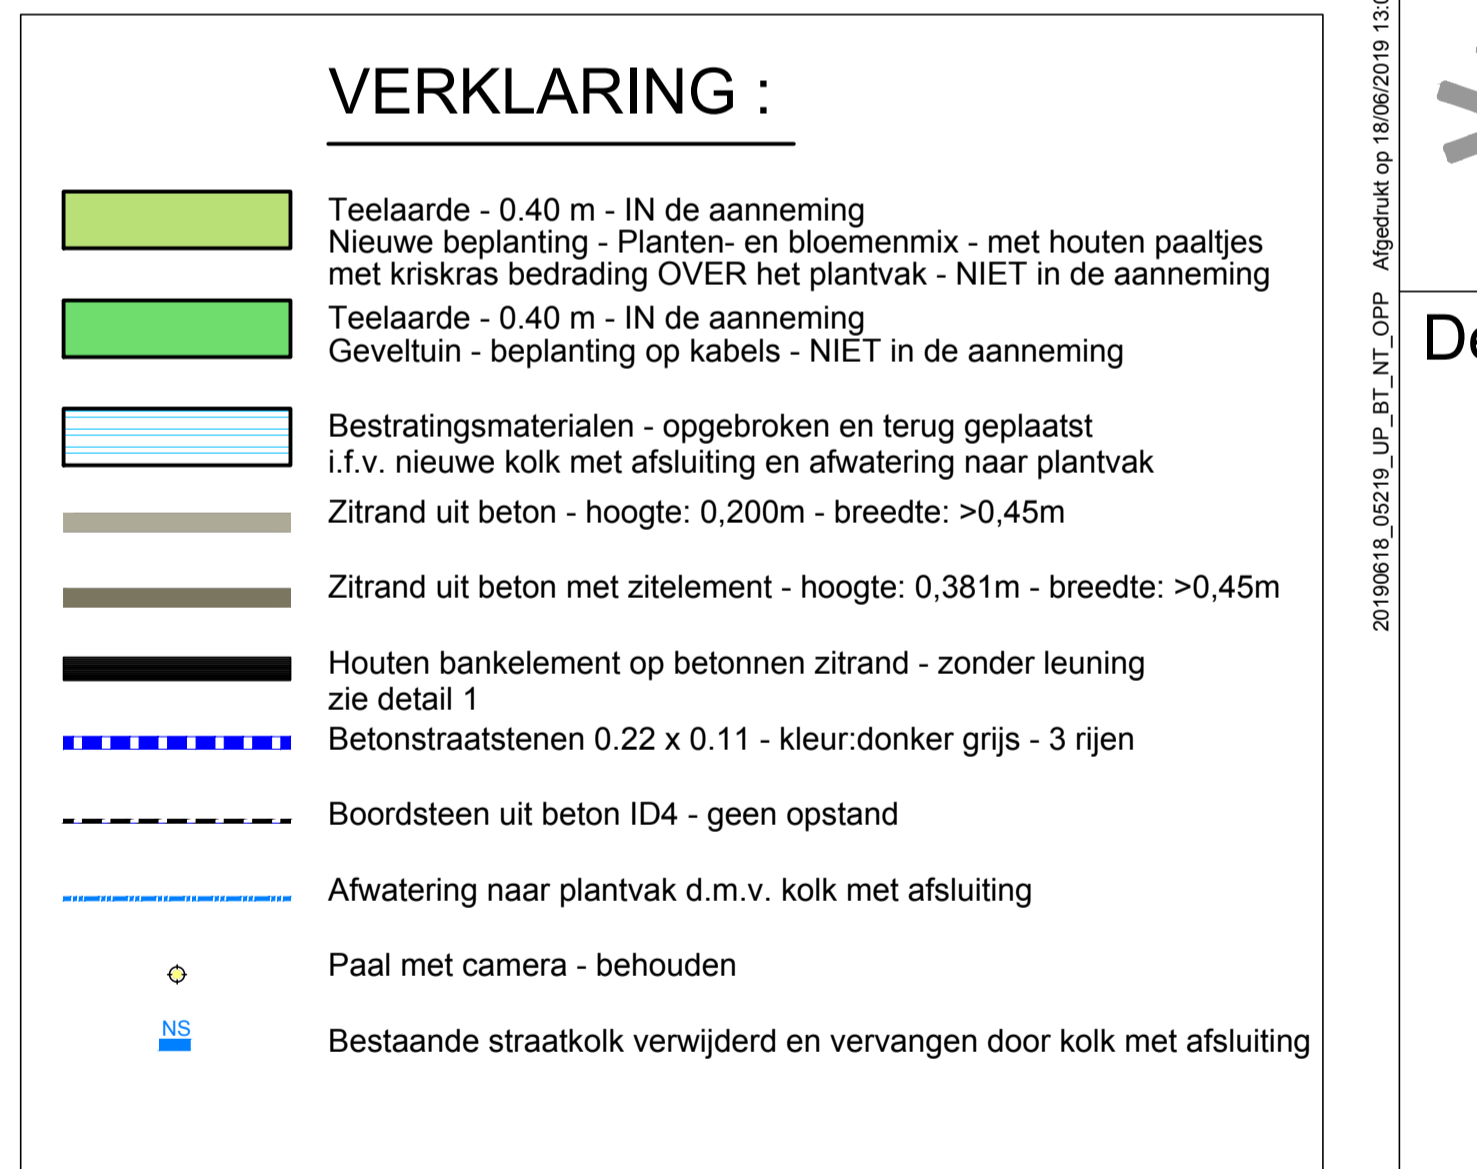 VERKLARING :
Teelaarde - 0.40 m - IN de aanneming
Nieuwe beplanting - Planten- en bloemenmix - met houten paaltjes
met kriskras bedrading OVER het plantvak - NIET in de aanneming
Teelaarde - 0.40 m - IN de aanneming
Geveltuin - beplanting op kabels - NIET in de aanneming
Bestratingsmaterialen - opgebroken en terug geplaatst
i.f.v. nieuwe kolk met afsluiting en afwatering naar plantvak
Zitrand uit beton - hoogte: 0,200m - breedte: >0,45m
Zitrand uit beton met zitelement - hoogte: 0,381m - breedte: >0,45m
Houten bankelement op betonnen zitrand - zonder leuning
zie detail 1
Betonstraatstenen 0.22 x 0.11 - kleur:donker grijs - 3 rijen
Boordsteen uit beton ID4 - geen opstand
Afwatering naar plantvak d.m.v. kolk met afsluiting
Paal met camera - behouden
NS
Bestaande straatkolk verwijderd en vervangen door kolk met afsluiting
20190618_05219_UP_BT_NT_OPP Afgedrukt op 18/06/2019 13:
De